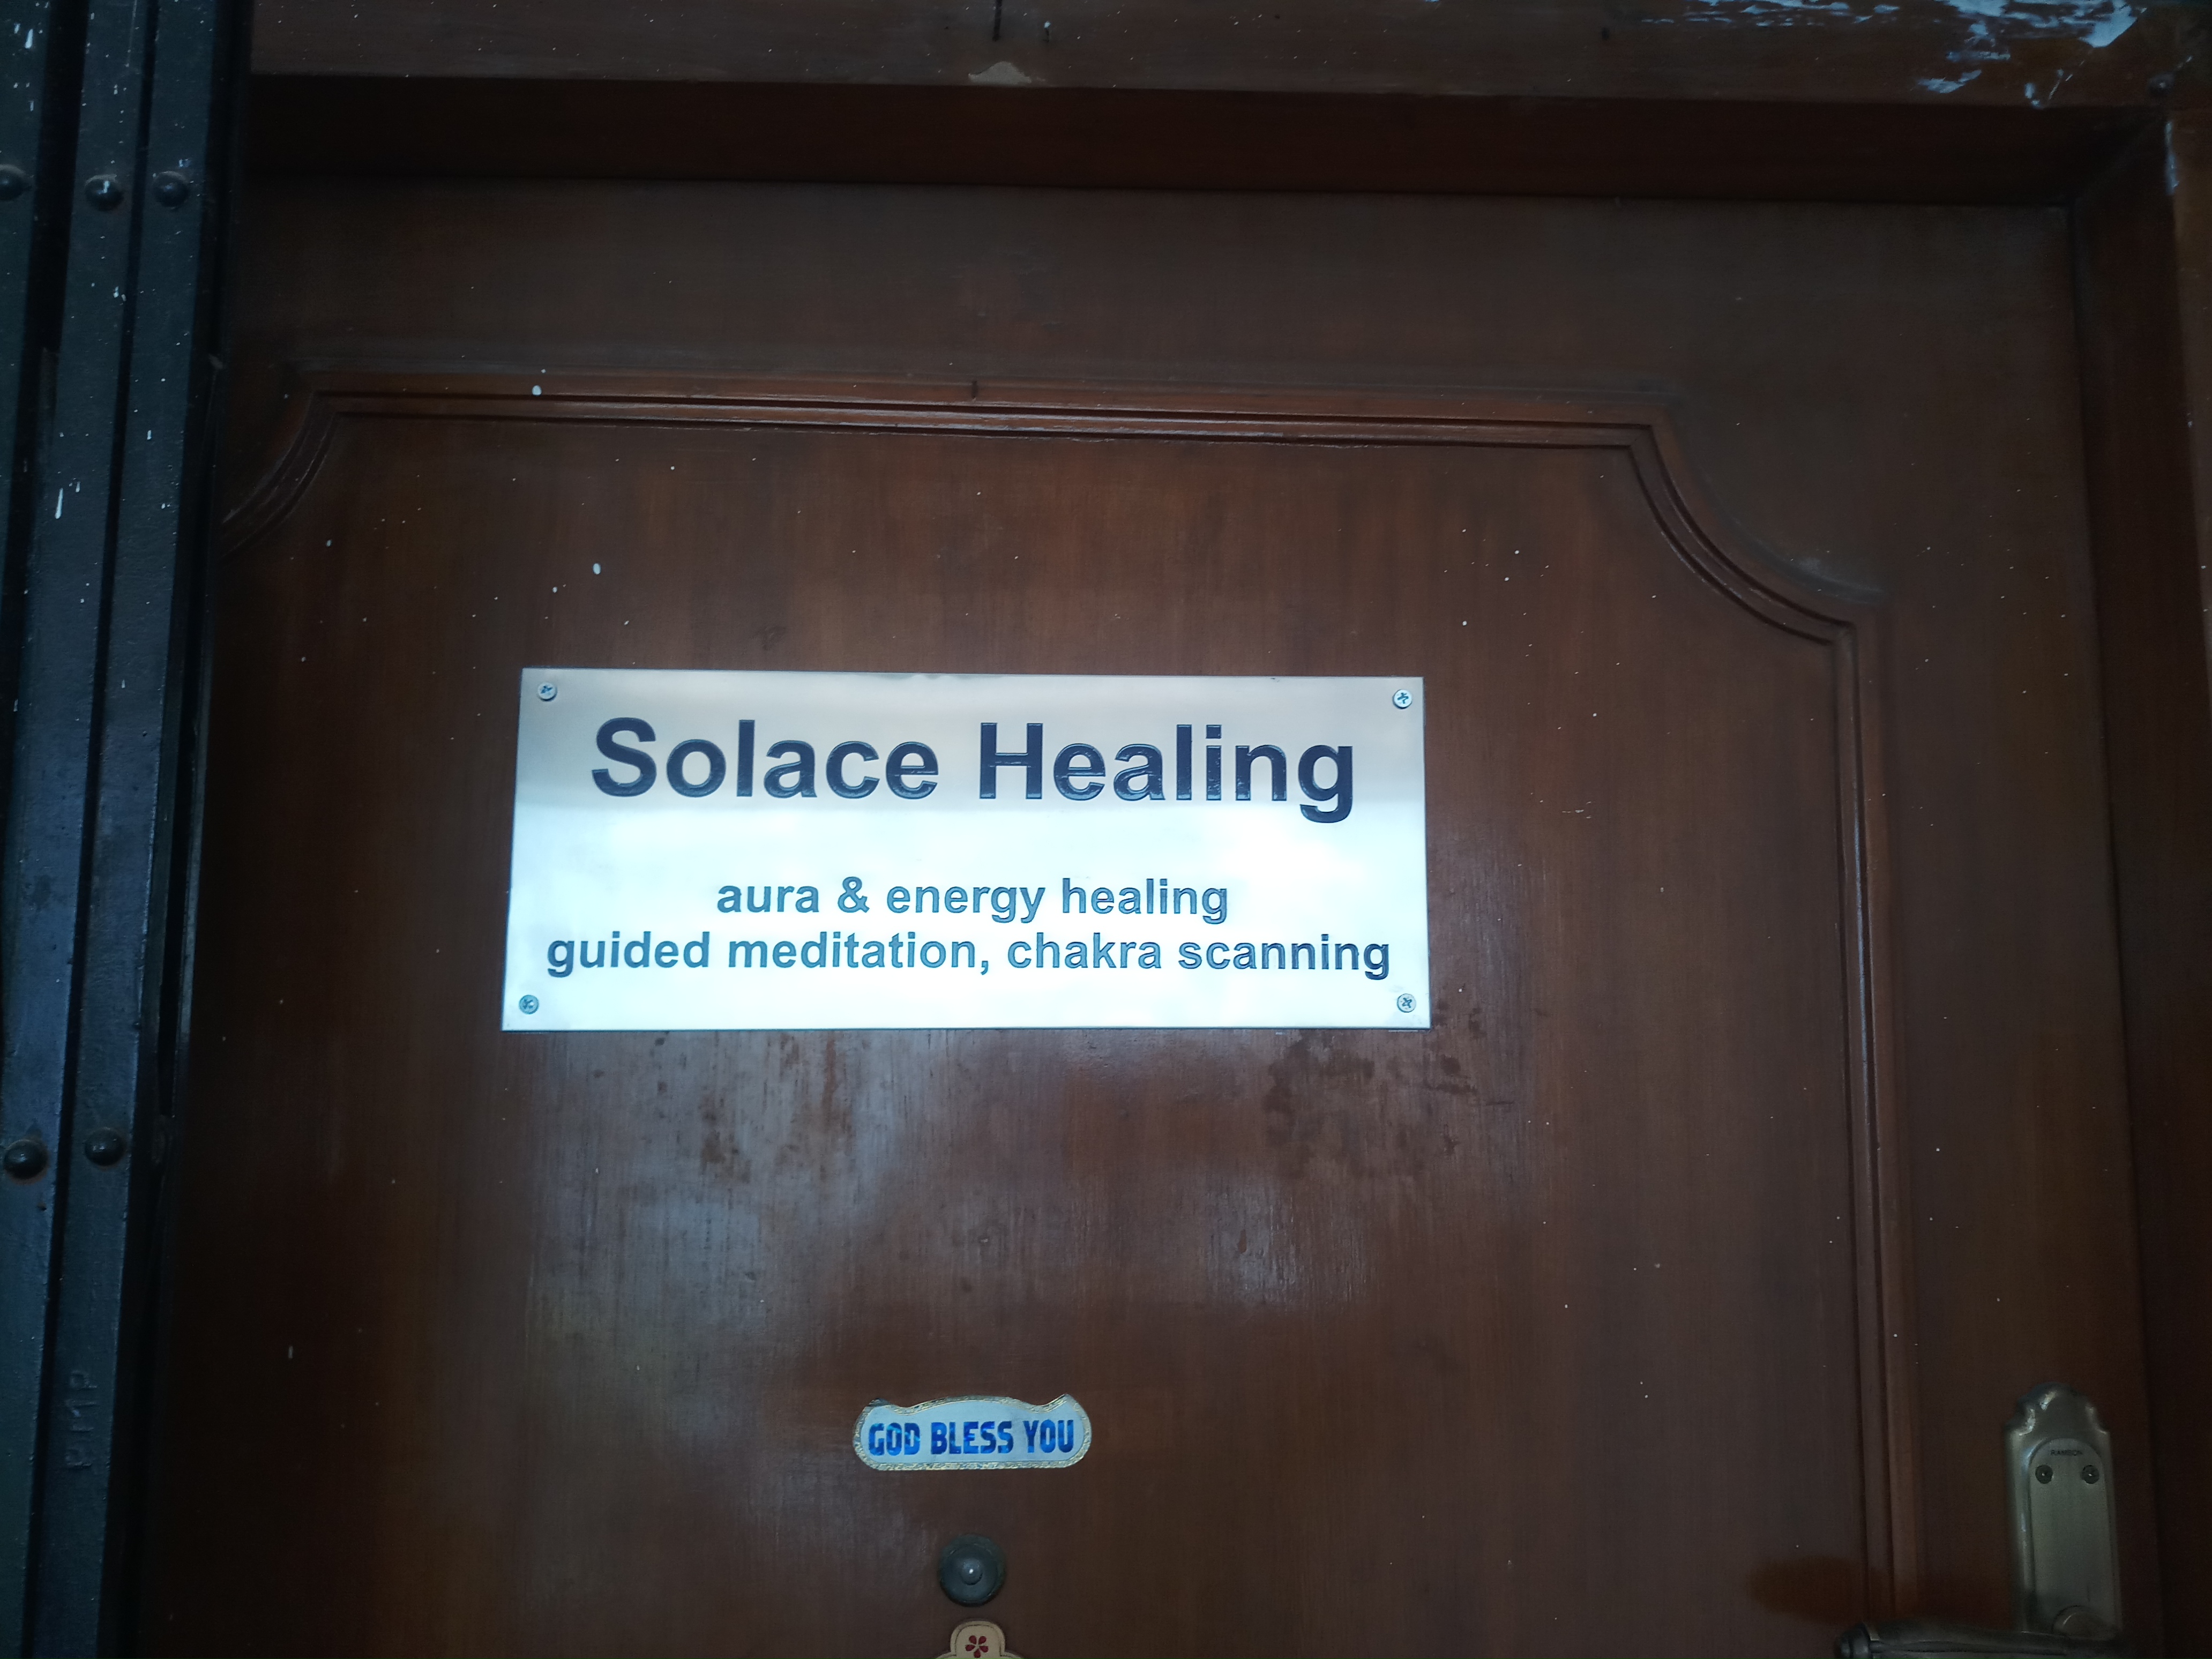 Solace Healing
aura & energy healing
guided meditation, chakra scanning
GOD BLESS YOU